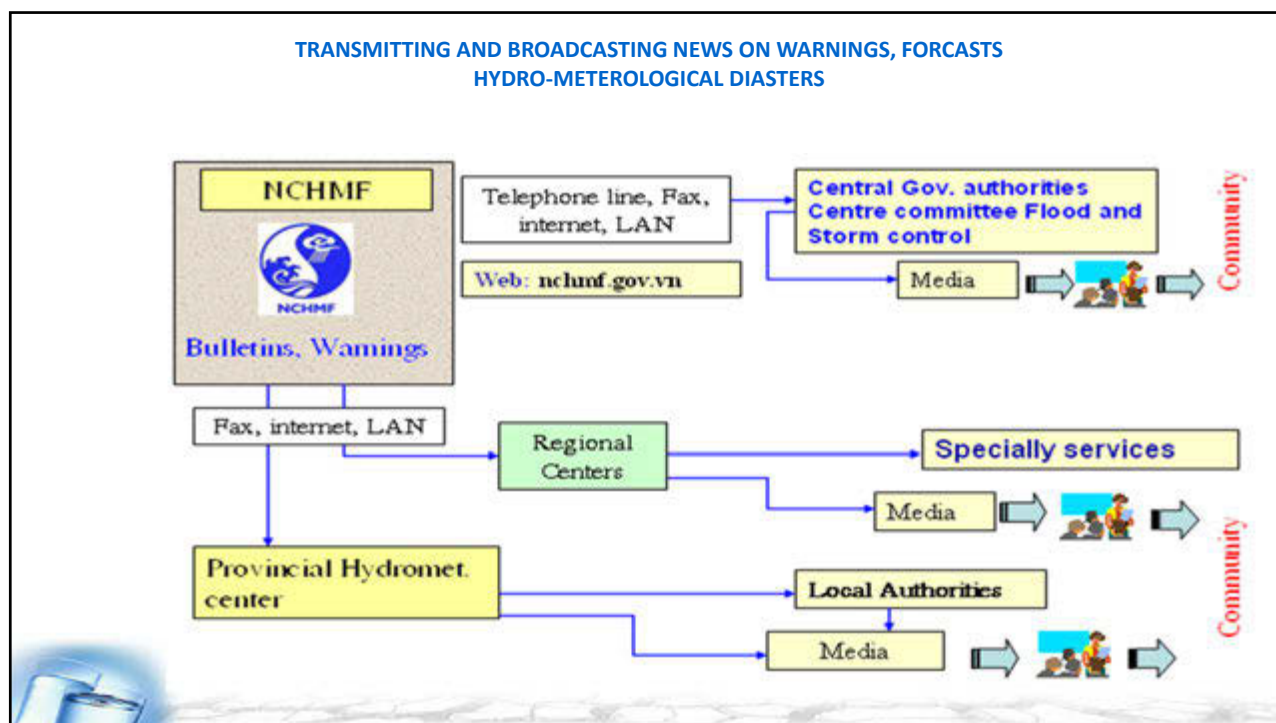 TRANSMITTING AND BROADCASTING NEWS ON WARNINGS, FORCASTS
HYDRO-METEROLOGICAL DIASTERS
NCHMF
NCHMF
Bulletins, Warnings
Telephone line, Fax,
internet, LAN
Web: nchmf.gov.vn
Central Gov. authorities
Centre committee Flood and
Storm control
Media
Community
Fax, internet, LAN
Regional
Centers
Specially services
Media
Provincial Hydromet.
center
Local Authorities
Media
Community